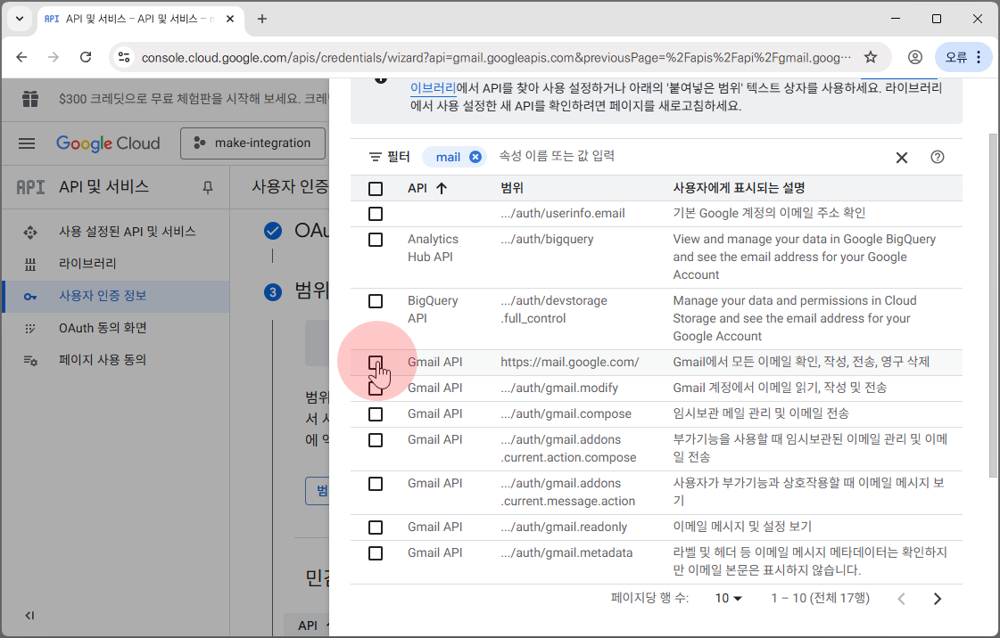 API API 및 서비스 – API 및 서비스 –
console.cloud.google.com/apis/credentials/wizard?api=gmail.googleapis.com&previousPage=%2Fapis%2Fapi%2Fgmail.goog…
오류
$300 크레딧으로 무료 체험판을 시작해 보세요.
Google Cloud
make-integration
API API 및 서비스
사용 설정된 API 및 서비스
라이브러리
사용자 인증 정보
OAuth 동의 화면
페이지 사용 동의
사용자 인증
3 범위
이브러리에서 API를 찾아 사용 설정하거나 아래의 '붙여넣은 범위' 텍스트 상자를 사용하세요. 라이브러리
에서 사용 설정한 새 API를 확인하려면 페이지를 새로고침하세요.
필터 mail 속성 이름 또는 값 입력
API 범위 사용자에게 표시되는 설명
.../auth/userinfo.email 기본 Google 계정의 이메일 주소 확인
Analytics .../auth/bigquery View and manage your data in Google BigQuery
Hub API and see the email address for your Google
Account
BigQuery .../auth/devstorage Manage your data and permissions in Cloud
API .full_control Storage and see the email address for your
Google Account
Gmail API https://mail.google.com/ Gmail에서 모든 이메일 확인, 작성, 전송, 영구 삭제
Gmail API .../auth/gmail.modify Gmail 계정에서 이메일 읽기, 작성 및 전송
Gmail API .../auth/gmail.compose 임시보관 메일 관리 및 이메일 전송
Gmail API .../auth/gmail.addons 부가기능을 사용할 때 임시보관된 이메일 관리 및 이메
.current.action.compose 일 전송
Gmail API .../auth/gmail.addons 사용자가 부가기능과 상호작용할 때 이메일 메시지 보
.current.message.action 기
Gmail API .../auth/gmail.readonly 이메일 메시지 및 설정 보기
Gmail API .../auth/gmail.metadata 라벨 및 헤더 등 이메일 메시지 메타데이터는 확인하지
만 이메일 본문은 표시하지 않습니다.
페이지당 행 수: 10 1 – 10 (전체 17행)
API